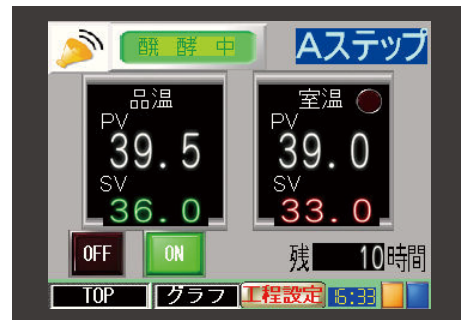 醗酵中
Aステップ
品温
PV
39.5
SV
36.0
室温
PV
39.0
SV
33.0
OFF
ON
残 10時間
TOP
グラフ
工程設定
16:33